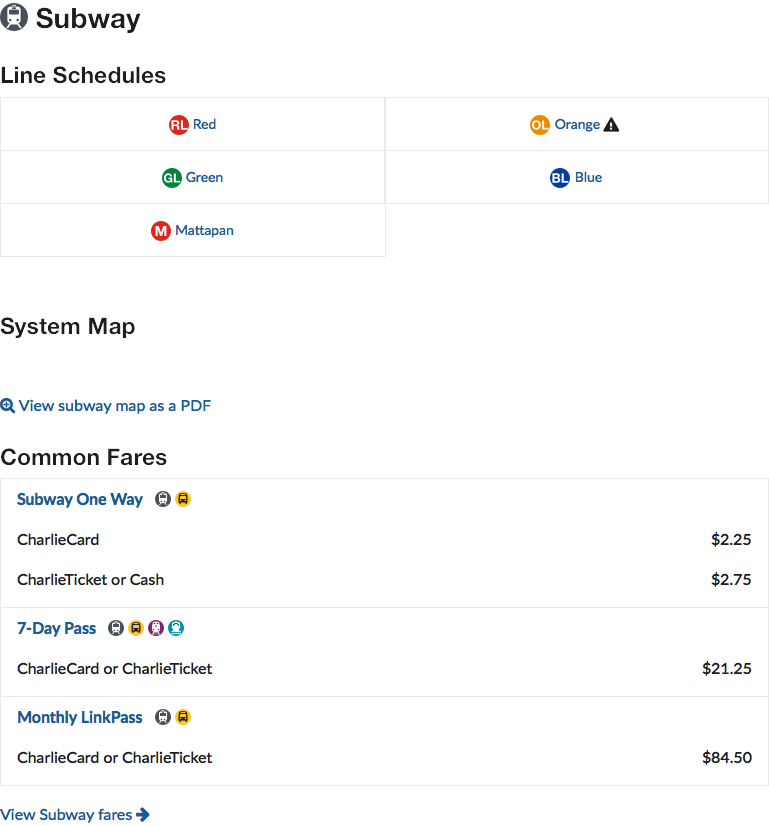 Subway
Line Schedules
RL Red
OL Orange
GL Green
BL Blue
M Mattapan
System Map
View subway map as a PDF
Common Fares
Subway One Way
CharlieCard $2.25
CharlieTicket or Cash $2.75
7-Day Pass
CharlieCard or CharlieTicket $21.25
Monthly LinkPass
CharlieCard or CharlieTicket $84.50
View Subway fares